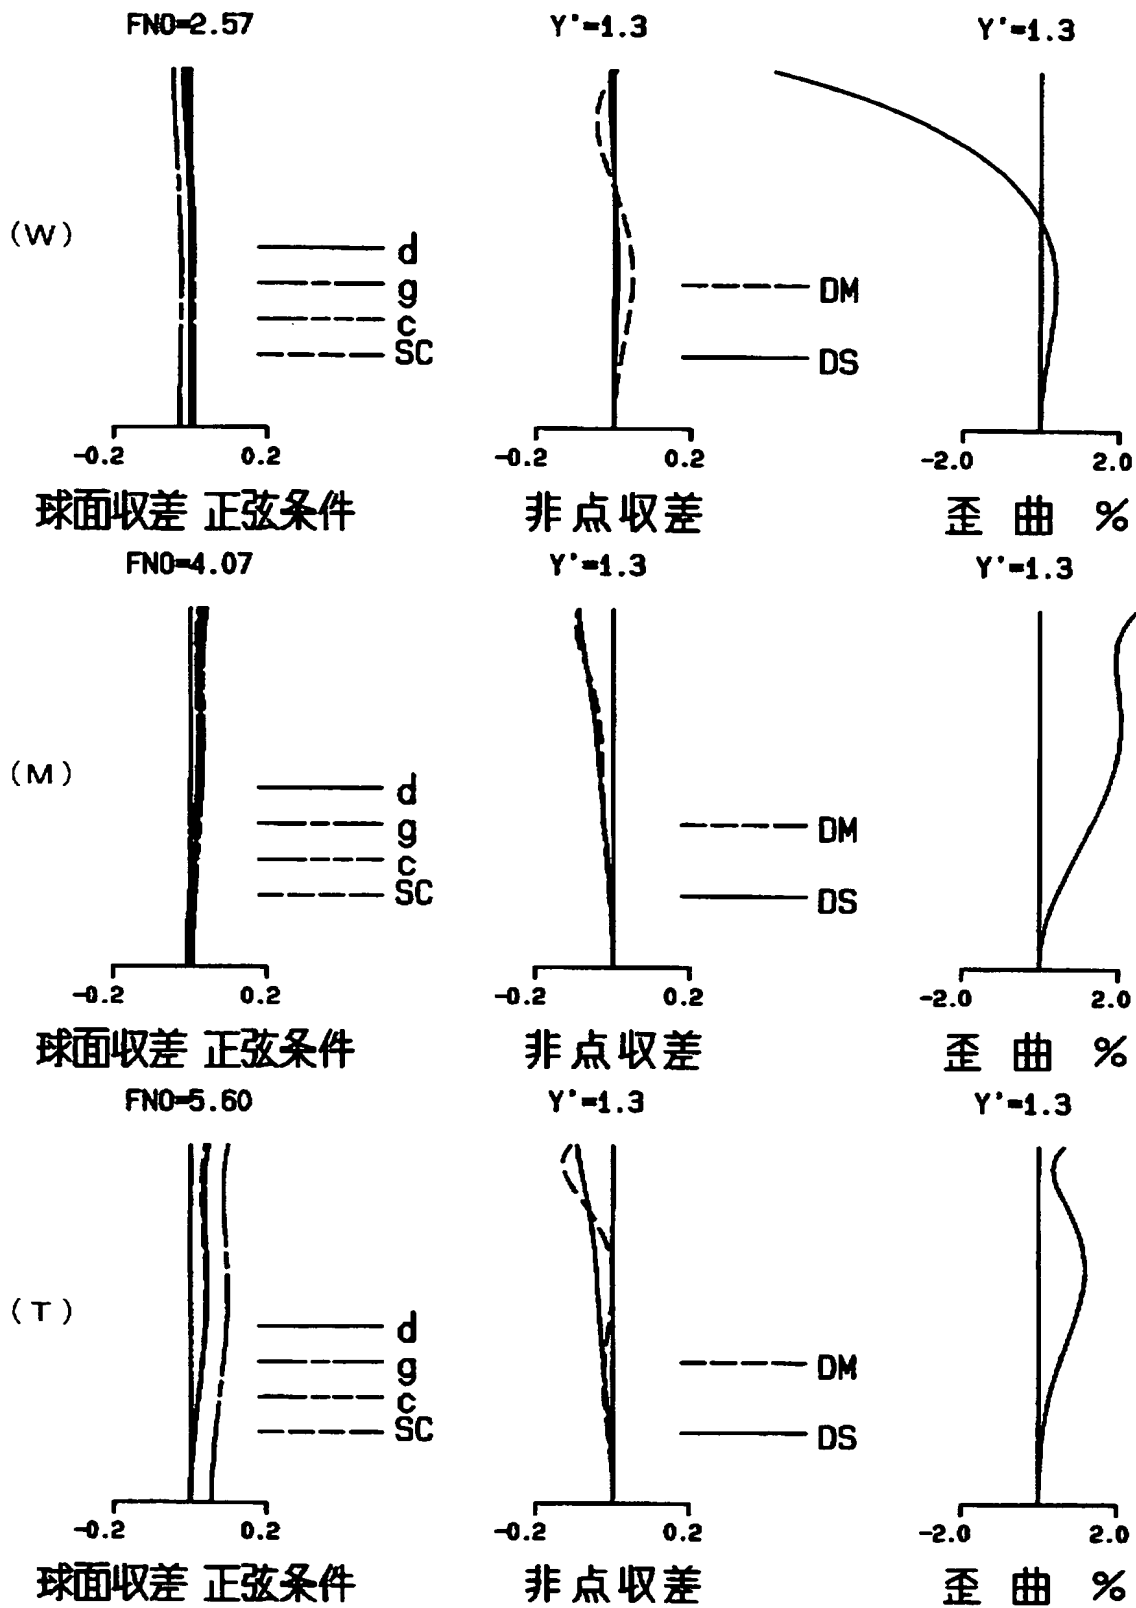 FNO=2.57 Y'=1.3 Y'=1.3
(W)
d
g
c
SC
DM
DS
-0.2 0.2 -0.2 0.2 -2.0 2.0
球面収差 正弦条件 非点収差 歪曲 %
FNO=4.07 Y'=1.3 Y'=1.3
(M)
d
g
c
SC
DM
DS
-0.2 0.2 -0.2 0.2 -2.0 2.0
球面収差 正弦条件 非点収差 歪曲 %
FNO=5.60 Y'=1.3 Y'=1.3
(T)
d
g
c
SC
DM
DS
-0.2 0.2 -0.2 0.2 -2.0 2.0
球面収差 正弦条件 非点収差 歪曲 %